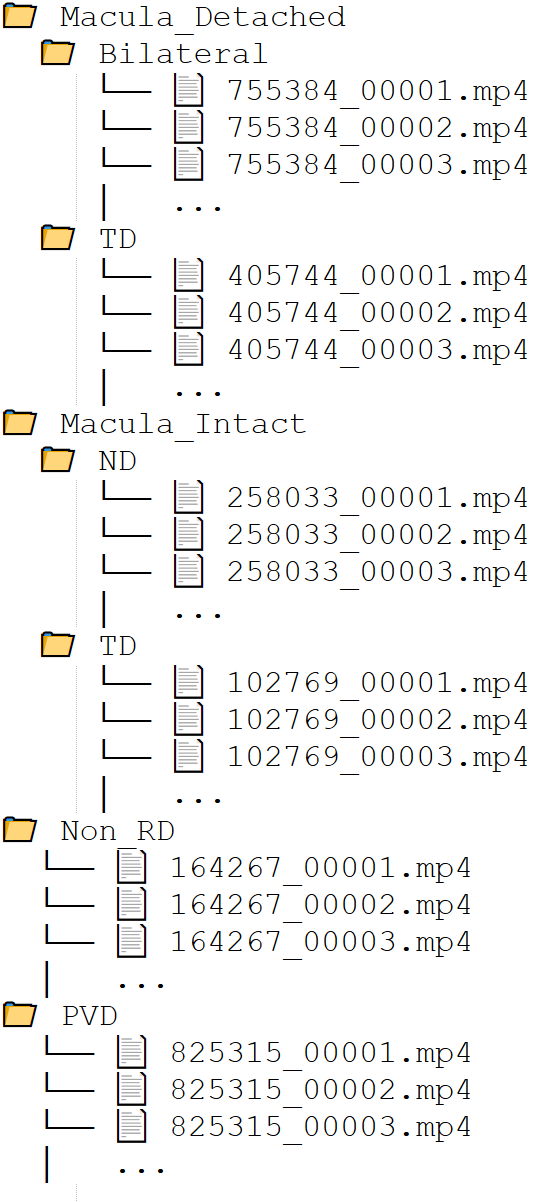 Macula_Detached
Bilateral
755384_00001.mp4
755384_00002.mp4
755384_00003.mp4
...
TD
405744_00001.mp4
405744_00002.mp4
405744_00003.mp4
...
Macula_Intact
ND
258033_00001.mp4
258033_00002.mp4
258033_00003.mp4
...
TD
102769_00001.mp4
102769_00002.mp4
102769_00003.mp4
...
Non_RD
164267_00001.mp4
164267_00002.mp4
164267_00003.mp4
...
PVD
825315_00001.mp4
825315_00002.mp4
825315_00003.mp4
...